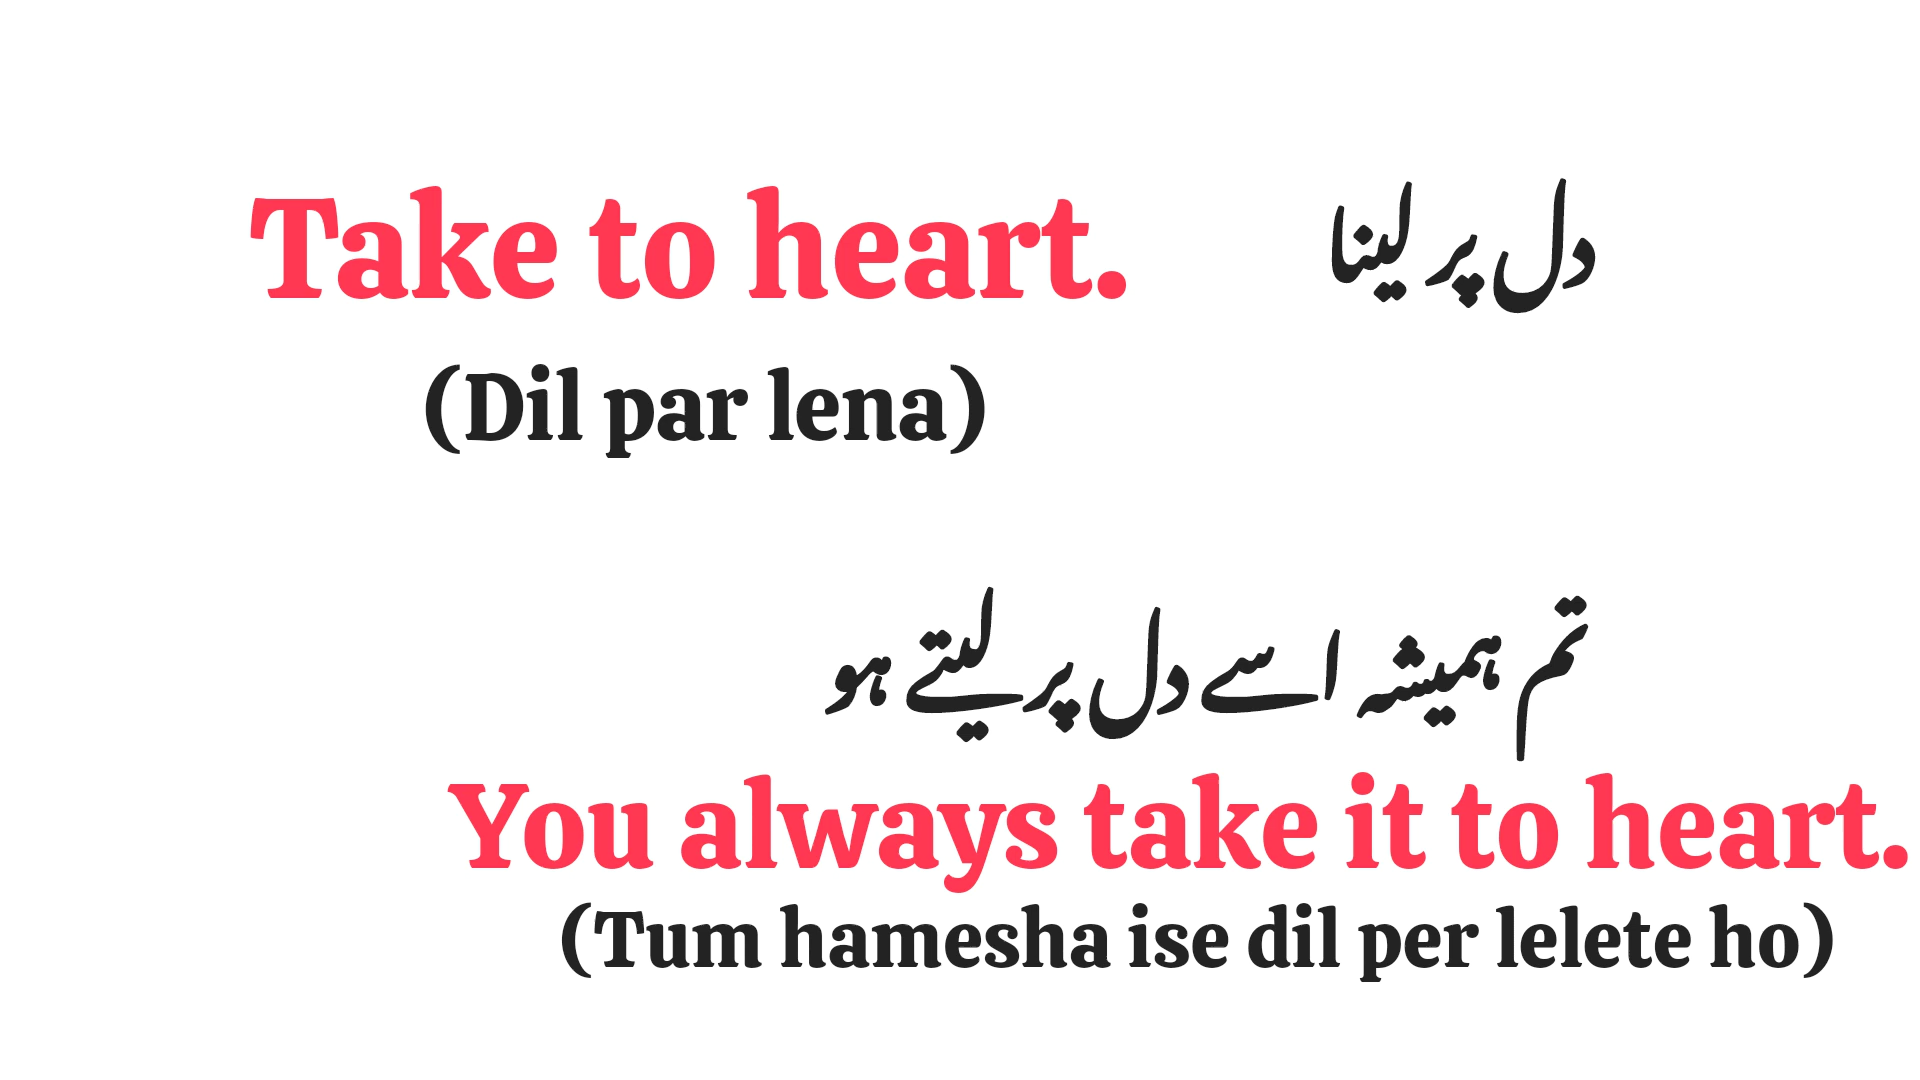 Take to heart. دل پر لینا
(Dil par lena)
تم ہمیشہ اسے دل پر لیتے ہو
You always take it to heart.
(Tum hamesha ise dil per lelete ho)